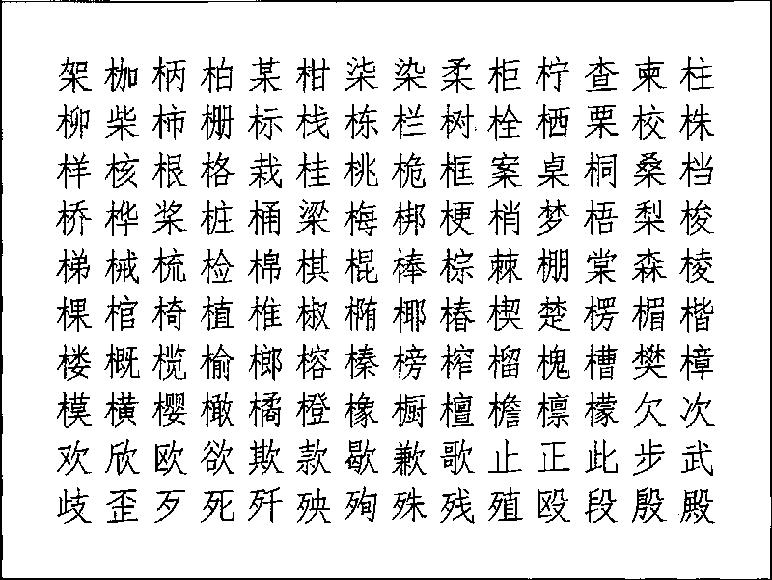 架枷柄柏某柑柒染柔柜柠查柬柱
柳柴柿栅标栈栋栏树栓栖栗校株
样核根格栽桂桃桅框案桌桐桑档
桥桦桨桩桶梁梅梆梗梢梦梧梨梭
梯械梳检棉棋棍棒棕棘棚棠森棱
棵棺椅植椎椒椭椰椿楔楚楞楣楷
楼概榄榆榔榕榛榜榨榴槐槽樊樟
模横樱橄橘橙橡橱檀檐檩檬欠次
欢欣欧欲欺款歇歉歌止正此步武
歧歪歹死歼殃殉殊残殖殴段殷殿